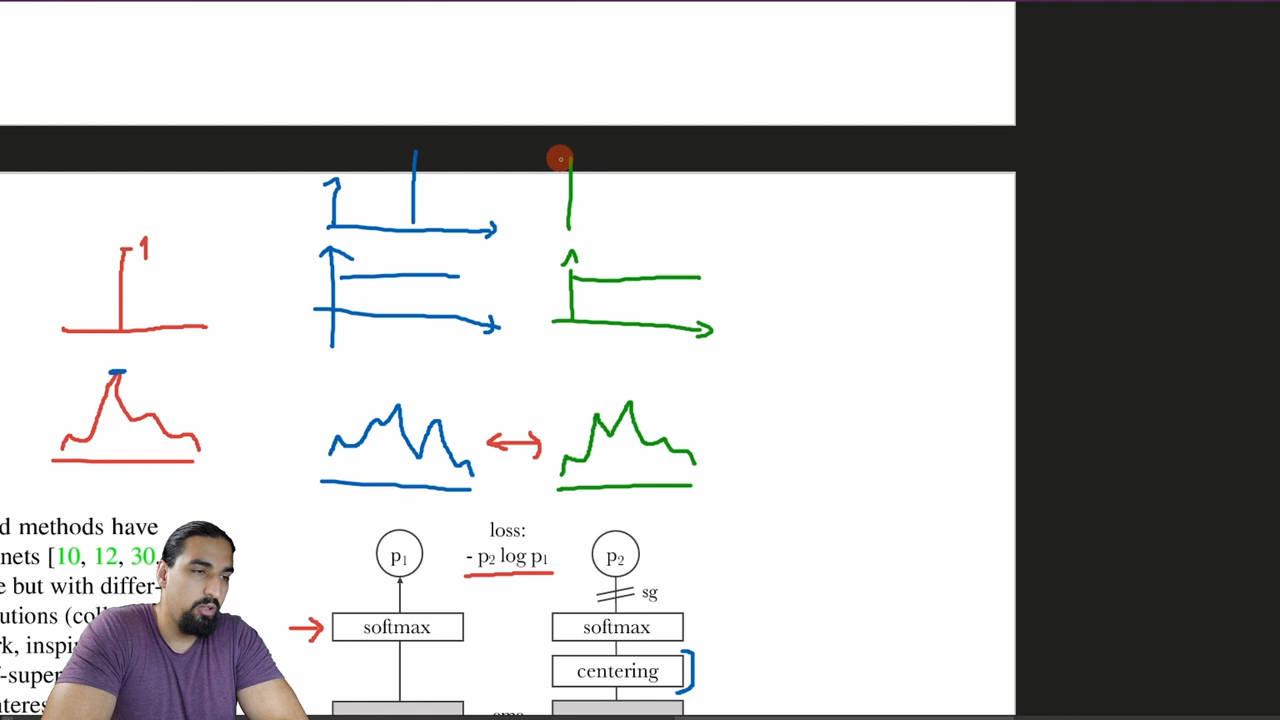 1
d methods have
nets [10, 12, 30,
e but with differ-
utions (col
rk, inspi
f-super
nteres
loss:
- p2 log p1
p1
p2
sg
softmax
softmax
centering